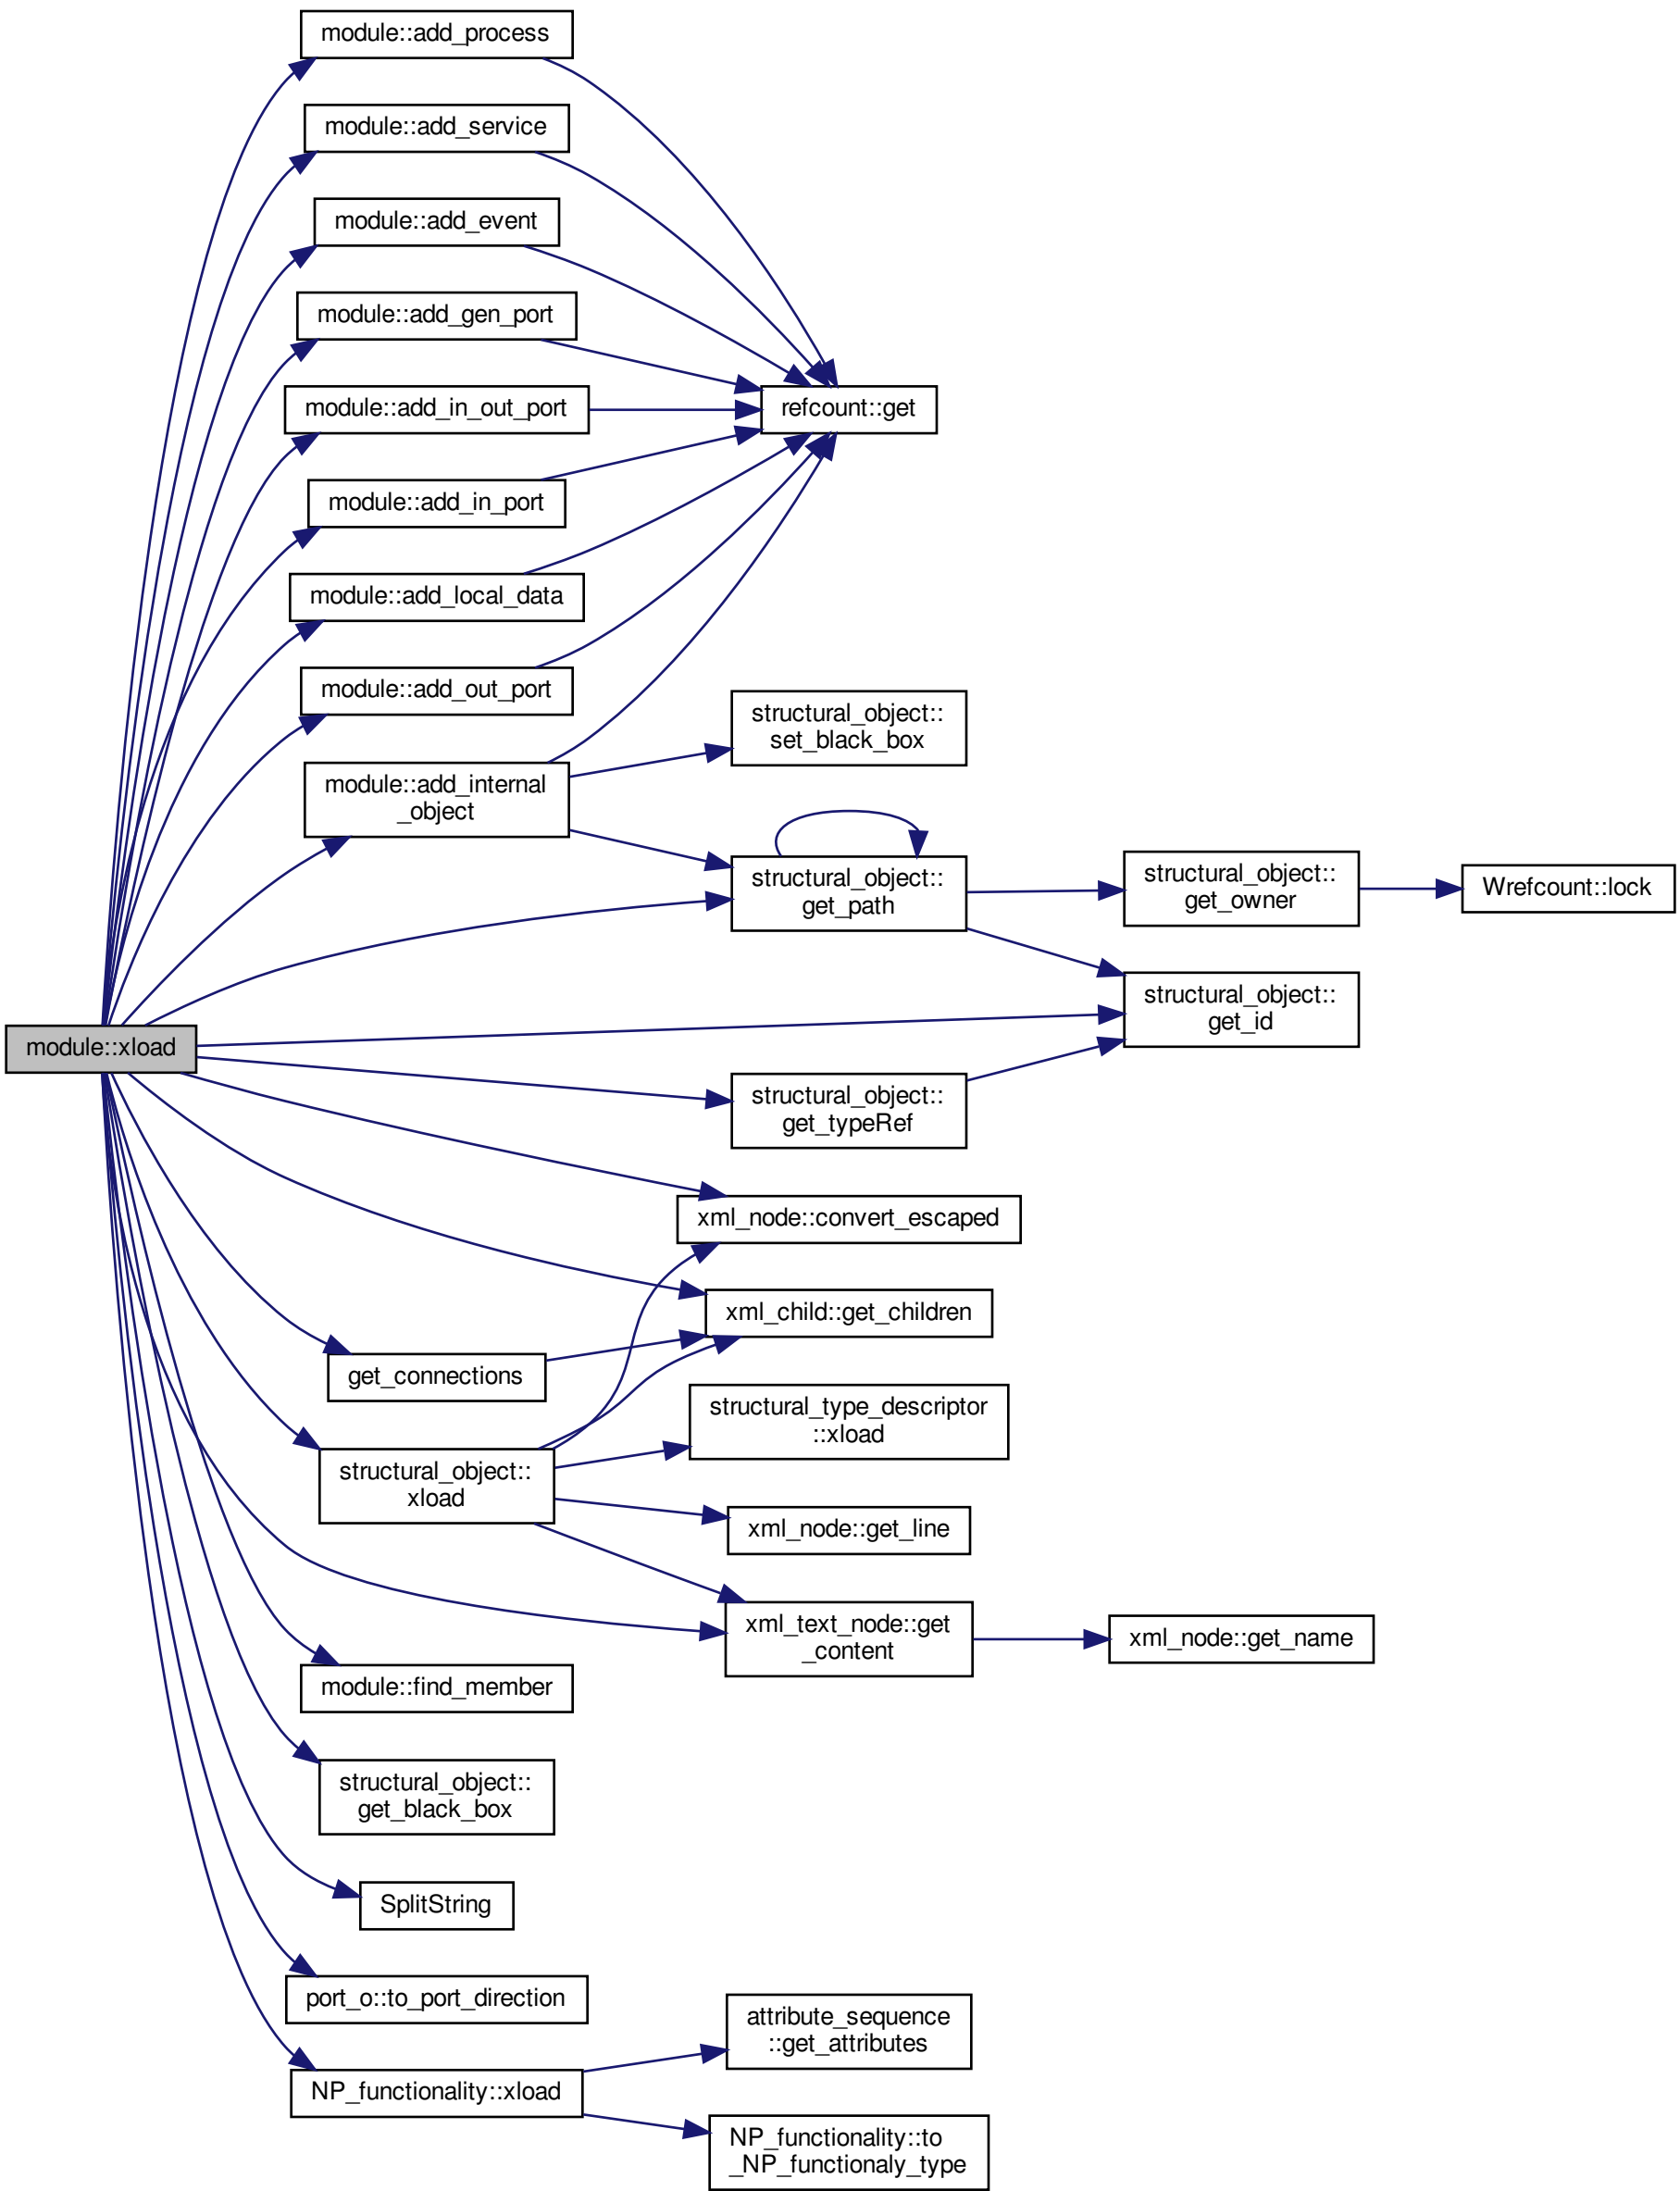 module::add_process
module::add_service
module::add_event
module::add_gen_port
module::add_in_out_port
refcount::get
module::add_in_port
module::add_local_data
module::add_out_port
structural_object::
set_black_box
module::add_internal
_object
structural_object::
get_path
structural_object::
get_owner
Wrefcount::lock
structural_object::
get_id
module::xload
structural_object::
get_typeRef
xml_node::convert_escaped
xml_child::get_children
get_connections
structural_type_descriptor
::xload
structural_object::
xload
xml_node::get_line
xml_text_node::get
_content
xml_node::get_name
module::find_member
structural_object::
get_black_box
SplitString
port_o::to_port_direction
attribute_sequence
::get_attributes
NP_functionality::xload
NP_functionality::to
_NP_functionaly_type